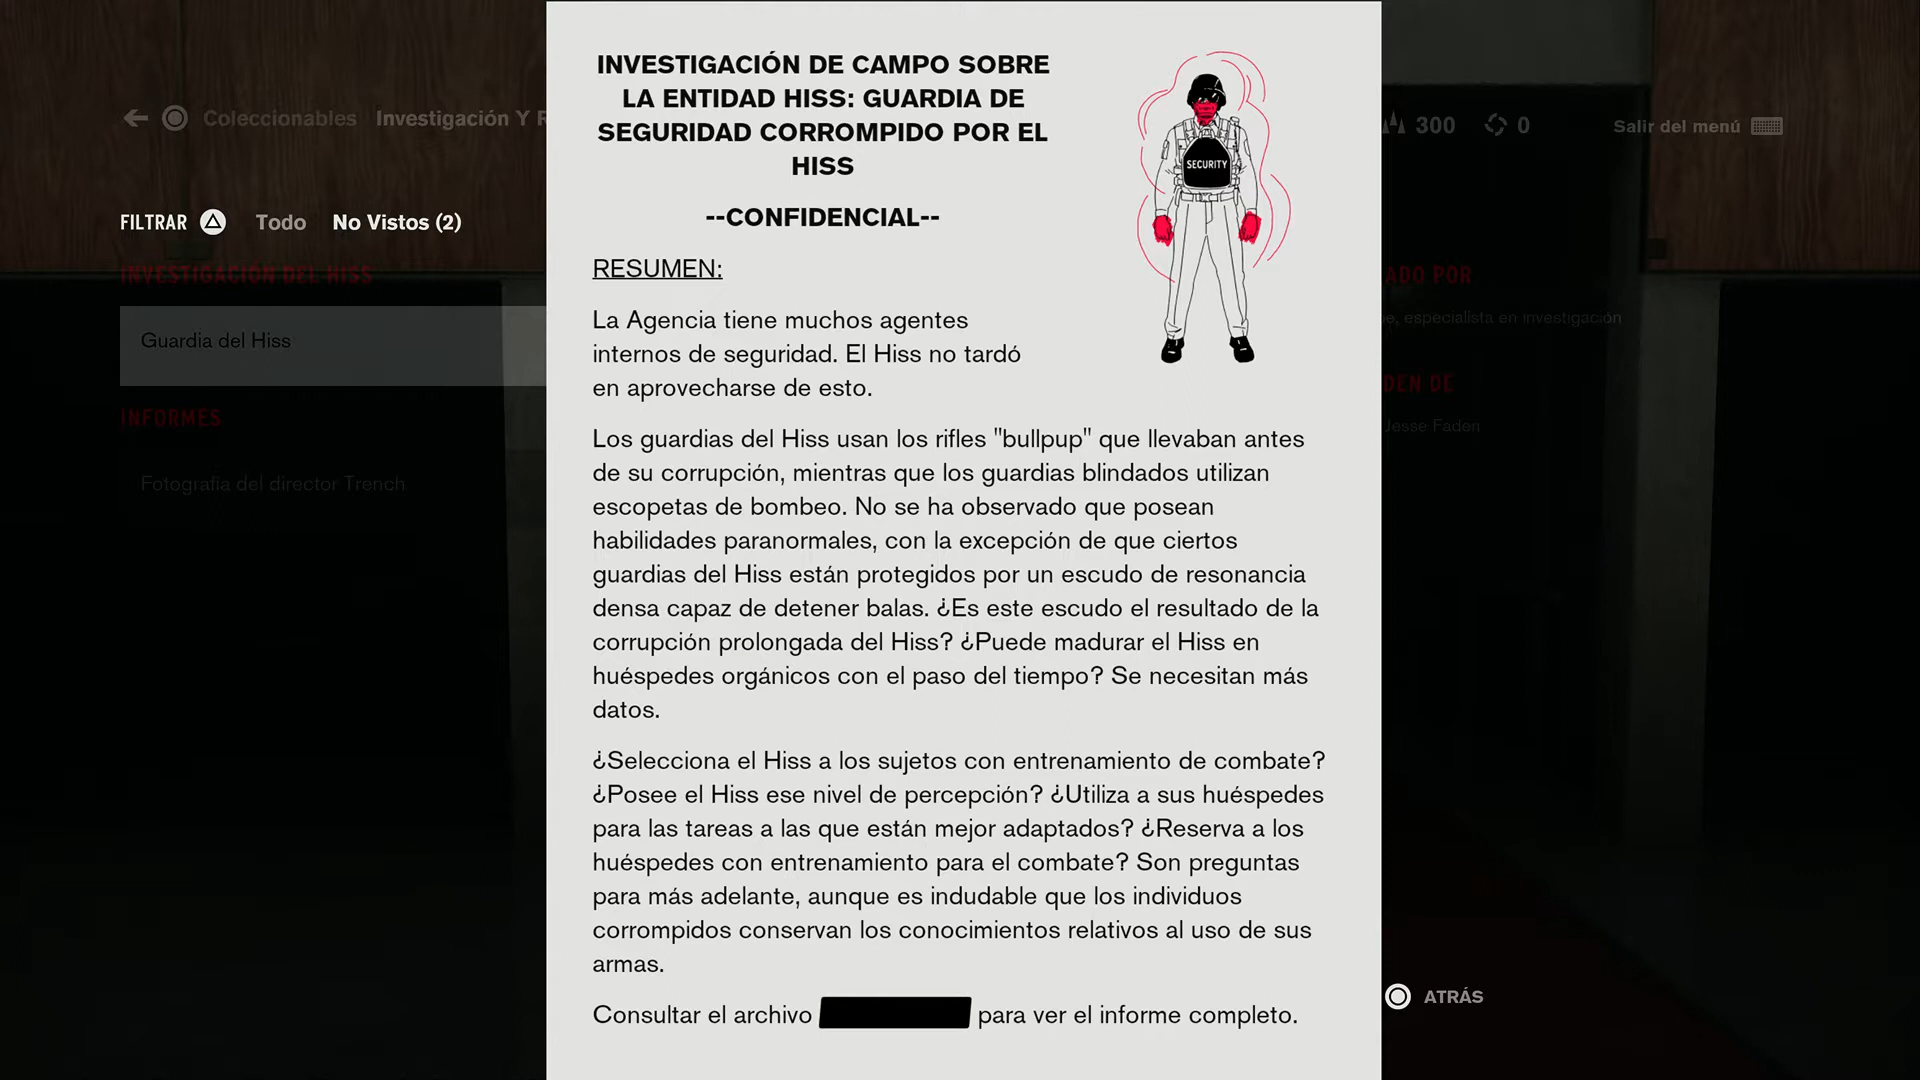 Coleccionables Investigación Y R
300 0 Salir del menú
FILTRAR Todo No Vistos (2)
INVESTIGACIÓN DEL HISS
Guardia del Hiss
INFORMES
Fotografía del director Trench
INVESTIGACIÓN DE CAMPO SOBRE
LA ENTIDAD HISS: GUARDIA DE
SEGURIDAD CORROMPIDO POR EL
HISS
--CONFIDENCIAL--
SECURITY
RESUMEN:
La Agencia tiene muchos agentes
internos de seguridad. El Hiss no tardó
en aprovecharse de esto.
Los guardias del Hiss usan los rifles "bullpup" que llevaban antes
de su corrupción, mientras que los guardias blindados utilizan
escopetas de bombeo. No se ha observado que posean
habilidades paranormales, con la excepción de que ciertos
guardias del Hiss están protegidos por un escudo de resonancia
densa capaz de detener balas. ¿Es este escudo el resultado de la
corrupción prolongada del Hiss? ¿Puede madurar el Hiss en
huéspedes orgánicos con el paso del tiempo? Se necesitan más
datos.
¿Selecciona el Hiss a los sujetos con entrenamiento de combate?
¿Posee el Hiss ese nivel de percepción? ¿Utiliza a sus huéspedes
para las tareas a las que están mejor adaptados? ¿Reserva a los
huéspedes con entrenamiento para el combate? Son preguntas
para más adelante, aunque es indudable que los individuos
corrompidos conservan los conocimientos relativos al uso de sus
armas.
Consultar el archivo para ver el informe completo.
ADO POR
e, especialista en investigación
DEN DE
Jesse Faden
ATRÁS